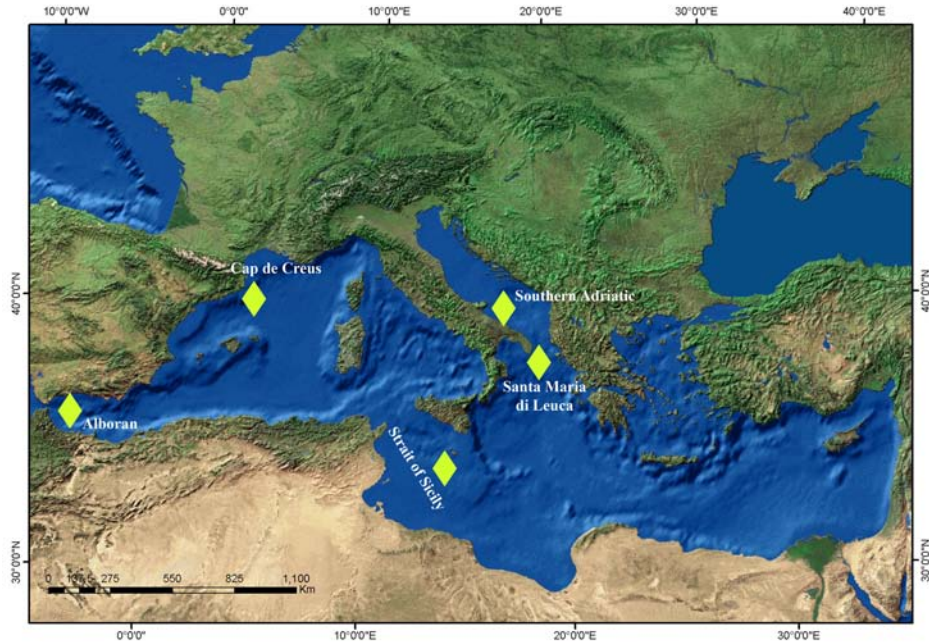 10°0'0"W 0°0'0" 10°0'0"E 20°0'0"E 30°0'0"E 40°0'0"E
Cap de Creus
40°0'0"N
40°0'0"N
Southern Adriatic
Santa Maria
di Leuca
Alboran
Strait of Sicily
30°0'0"N
30°0'0"N
0 137.5 275 550 825 1,100
Km
0°0'0" 10°0'0"E 20°0'0"E 30°0'0"E